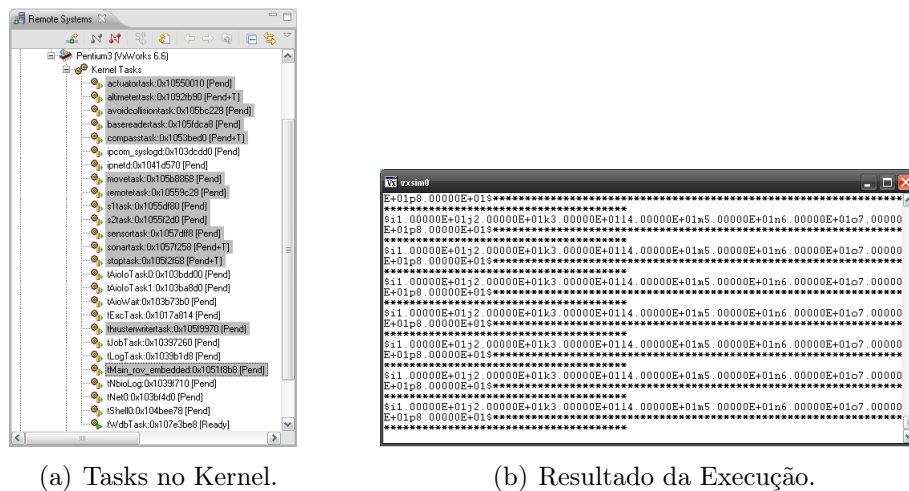 Remote Systems
Pentium3 (VxWorks 6.6)
Kernel Tasks
actuatortask:0x10550010 [Pend]
altimetertask:0x1092fb90 [Pend+T]
avoidcollisiontask:0x105bc228 [Pend]
basereadertask:0x105fdca8 [Pend]
compasstask:0x1053bed0 [Pend+T]
ipcom_syslogd:0x103dcdd0 [Pend]
ipnetd:0x1041d570 [Pend]
movetask:0x105b8868 [Pend]
remotetask:0x10559c28 [Pend]
s1task:0x1055df80 [Pend]
s2task:0x1055f2d0 [Pend]
sensortask:0x1057dff8 [Pend]
sonartask:0x1057f258 [Pend+T]
stoptask:0x105f2f68 [Pend+T]
tAioIoTask0:0x103bdd00 [Pend]
tAioIoTask1:0x103ba8d0 [Pend]
tAioWait:0x103b73b0 [Pend]
tExcTask:0x1017a814 [Pend]
thrusterwritertask:0x105f9970 [Pend]
tJobTask:0x10397260 [Pend]
tLogTask:0x1039b1d8 [Pend]
tMain_rov_embedded:0x1051f8b8 [Pend]
tNbioLog:0x1039f710 [Pend]
tNet0:0x103bf4d0 [Pend]
tShell0:0x104bee78 [Pend]
tWdbTask:0x107e3be8 [Ready]
(a) Tasks no Kernel.
vxsim0
E+01p8.00000E+01$****************************************************
******************************
$i1.00000E+01j2.00000E+01k3.00000E+01l4.00000E+01m5.00000E+01n6.00000E+01o7.00000
E+01p8.00000E+01$****************************************************
******************************
$i1.00000E+01j2.00000E+01k3.00000E+01l4.00000E+01m5.00000E+01n6.00000E+01o7.00000
E+01p8.00000E+01$****************************************************
******************************
$i1.00000E+01j2.00000E+01k3.00000E+01l4.00000E+01m5.00000E+01n6.00000E+01o7.00000
E+01p8.00000E+01$****************************************************
******************************
$i1.00000E+01j2.00000E+01k3.00000E+01l4.00000E+01m5.00000E+01n6.00000E+01o7.00000
E+01p8.00000E+01$****************************************************
******************************
$i1.00000E+01j2.00000E+01k3.00000E+01l4.00000E+01m5.00000E+01n6.00000E+01o7.00000
E+01p8.00000E+01$****************************************************
******************************
$i1.00000E+01j2.00000E+01k3.00000E+01l4.00000E+01m5.00000E+01n6.00000E+01o7.00000
E+01p8.00000E+01$****************************************************
******************************
$i1.00000E+01j2.00000E+01k3.00000E+01l4.00000E+01m5.00000E+01n6.00000E+01o7.00000
E+01p8.00000E+01$****************************************************
******************************
(b) Resultado da Execução.